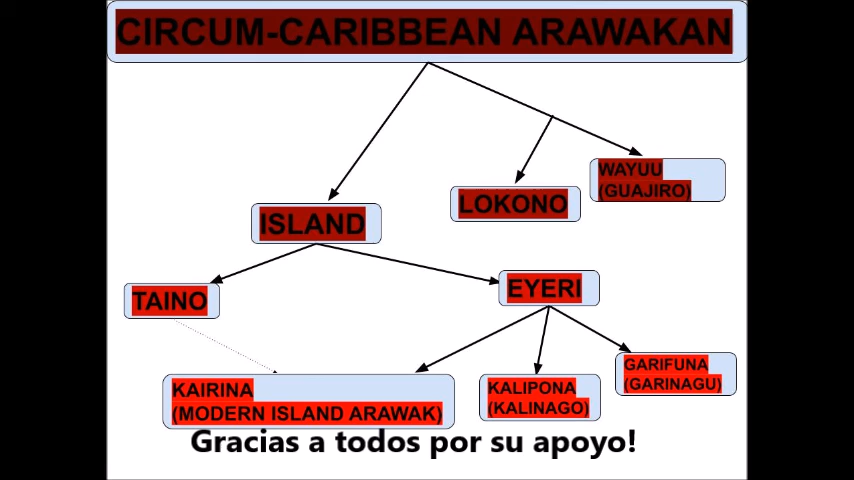 CIRCUM-CARIBBEAN ARAWAKAN
WAYUU
(GUAJIRO)
LOKONO
ISLAND
TAINO
EYERI
GARIFUNA
(GARINAGU)
KAIRINA
(MODERN ISLAND ARAWAK)
KALIPONA
(KALINAGO)
Gracias a todos por su apoyo!